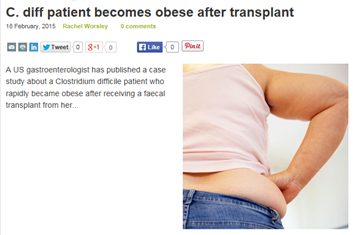 C. diff patient becomes obese after transplant
18 February, 2015 Rachel Worsley 0 comments
Tweet 0 g+1 0 Like 0 Pin it
A US gastroenterologist has published a case
study about a Clostridium difficile patient who
rapidly became obese after receiving a faecal
transplant from her...